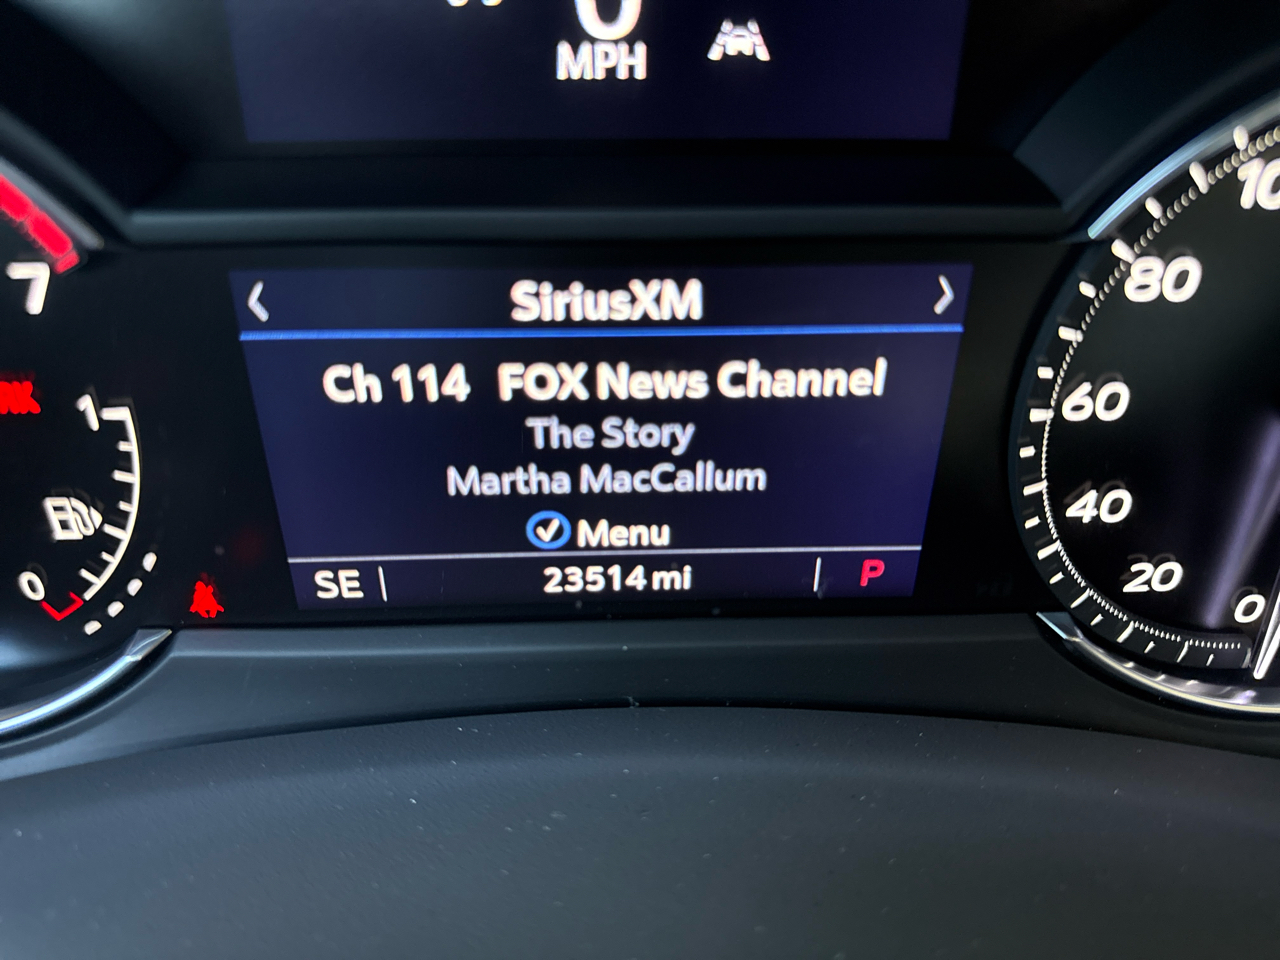 0
MPH
SiriusXM
Ch 114 FOX News Channel
The Story
Martha MacCallum
Menu
SE 23514 mi P
7
1
0
80
60
40
20
0